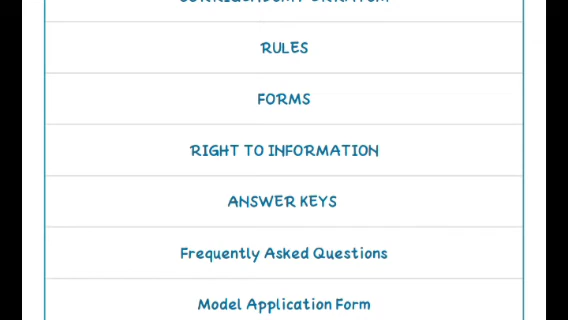 RULES
FORMS
RIGHT TO INFORMATION
ANSWER KEYS
Frequently Asked Questions
Model Application Form